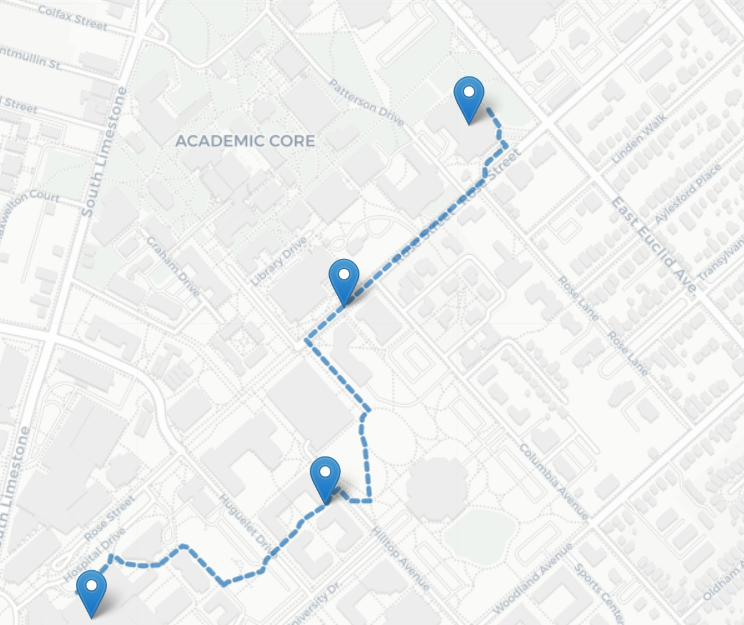 Colfax Street
ntmullin St.
d Street
South Limestone
Patterson Drive
ACADEMIC CORE
Linden Walk
Street
Aylesford Place
axwelton Court
East Euclid Ave
Transylvan
Graham Drive
Library Drive
Rose Lane
Rose Lane
Columbia Avenue
uth Limestone
Rose Street
Huguelet Drive
Hospital Drive
Hilltop Avenue
Woodland Avenue
Sports Center
Oldham A
niversity Dr.